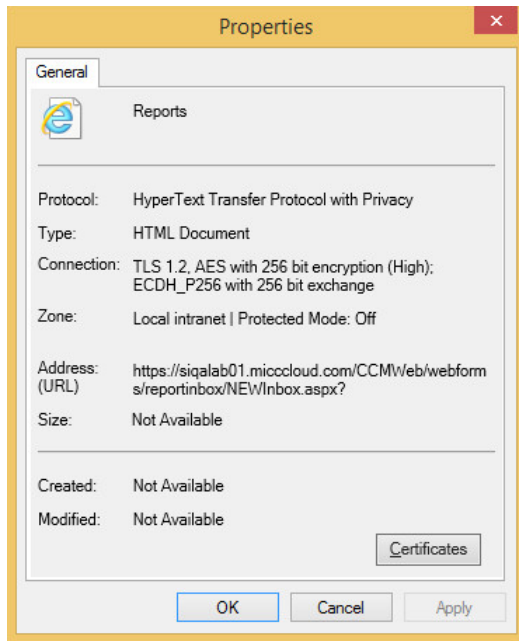 Properties
General
Reports
Protocol: HyperText Transfer Protocol with Privacy
Type: HTML Document
Connection: TLS 1.2, AES with 256 bit encryption (High);
ECDH_P256 with 256 bit exchange
Zone: Local intranet | Protected Mode: Off
Address: https://siqalab01.micccloud.com/CCMWeb/webform
(URL) s/reportinbox/NEWInbox.aspx?
Size: Not Available
Created: Not Available
Modified: Not Available
Certificates
OK Cancel Apply